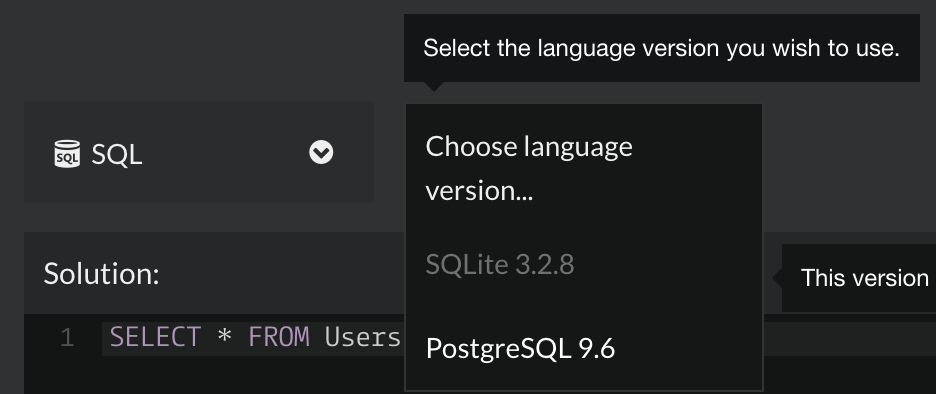 Select the language version you wish to use.
SQL SQL
Choose language
version...
SQLite 3.2.8
This version
Solution:
1 SELECT * FROM Users
PostgreSQL 9.6